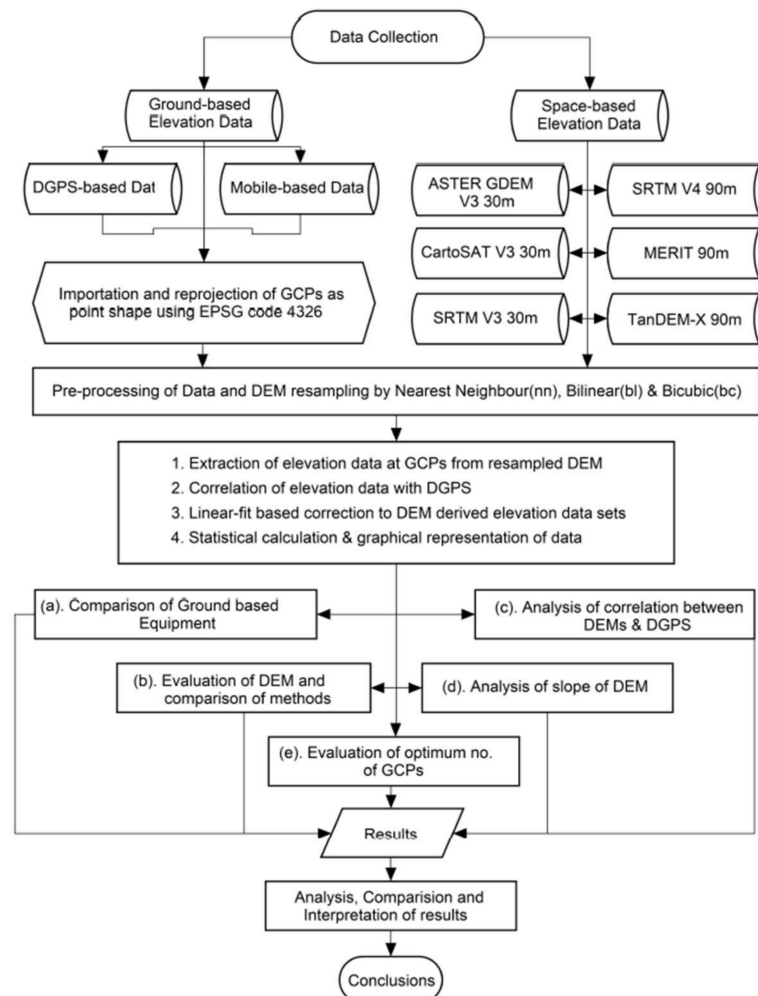 Data Collection
Ground-based
Elevation Data
Space-based
Elevation Data
DGPS-based Dat
Mobile-based Data
ASTER GDEM
V3 30m
SRTM V4 90m
CartoSAT V3 30m
MERIT 90m
SRTM V3 30m
TanDEM-X 90m
Importation and reprojection of GCPs as
point shape using EPSG code 4326
Pre-processing of Data and DEM resampling by Nearest Neighbour(nn), Bilinear(bl) & Bicubic(bc)
1. Extraction of elevation data at GCPs from resampled DEM
2. Correlation of elevation data with DGPS
3. Linear-fit based correction to DEM derived elevation data sets
4. Statistical calculation & graphical representation of data
(a). Comparison of Ground based
Equipment
(c). Analysis of correlation between
DEMs & DGPS
(b). Evaluation of DEM and
comparison of methods
(d). Analysis of slope of DEM
(e). Evaluation of optimum no.
of GCPs
Results
Analysis, Comparision and
Interpretation of results
Conclusions